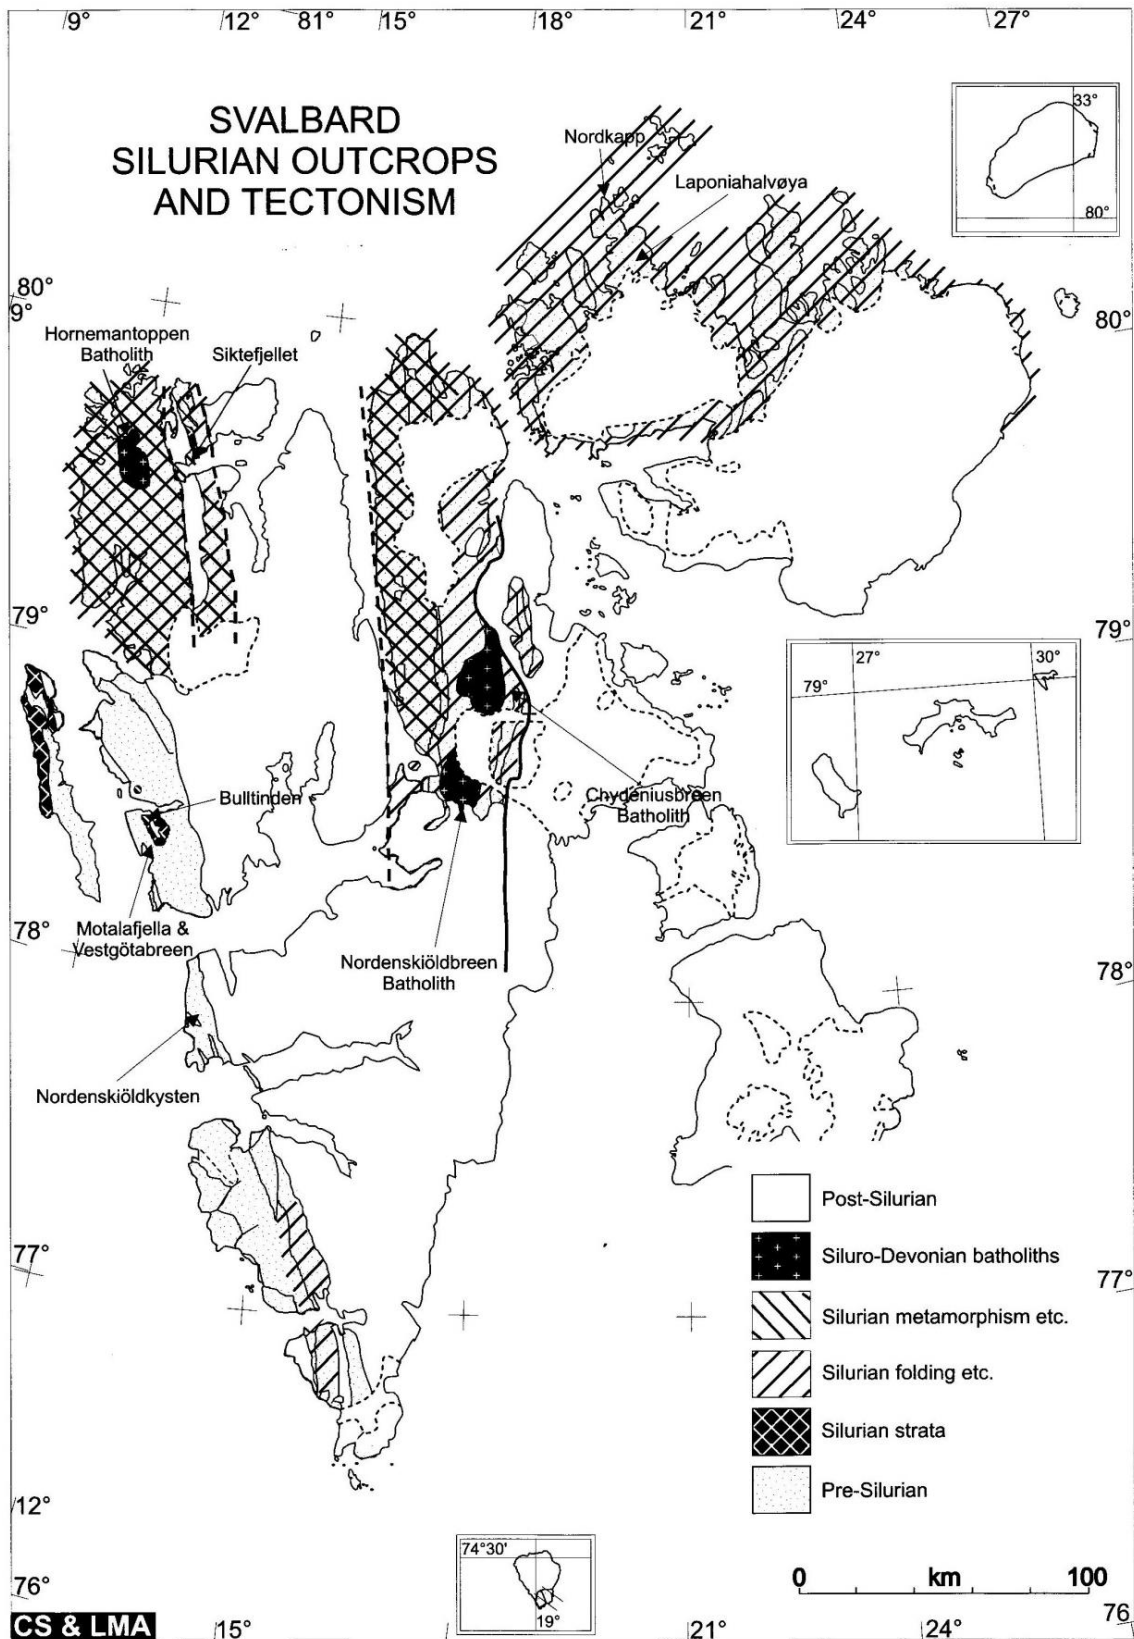 9° 12° 81° 15° 18° 21° 24° 27°
SVALBARD
SILURIAN OUTCROPS
AND TECTONISM
Nordkapp
Laponiahalvøya
33°
80°
80°
9°
80°
Hornemantoppen
Batholith
Siktefjellet
79°
79°
27° 30°
79°
Bulltinden
Chydeniusbreen
Batholith
Motalafjella &
Vestgötabreen
78°
Nordenskiöldbreen
Batholith
78°
Nordenskiöldkysten
Post-Silurian
Siluro-Devonian batholiths
Silurian metamorphism etc.
Silurian folding etc.
Silurian strata
Pre-Silurian
77°
77°
12°
74°30'
19°
0 km 100
76°
76
CS & LMA
15° 21° 24°